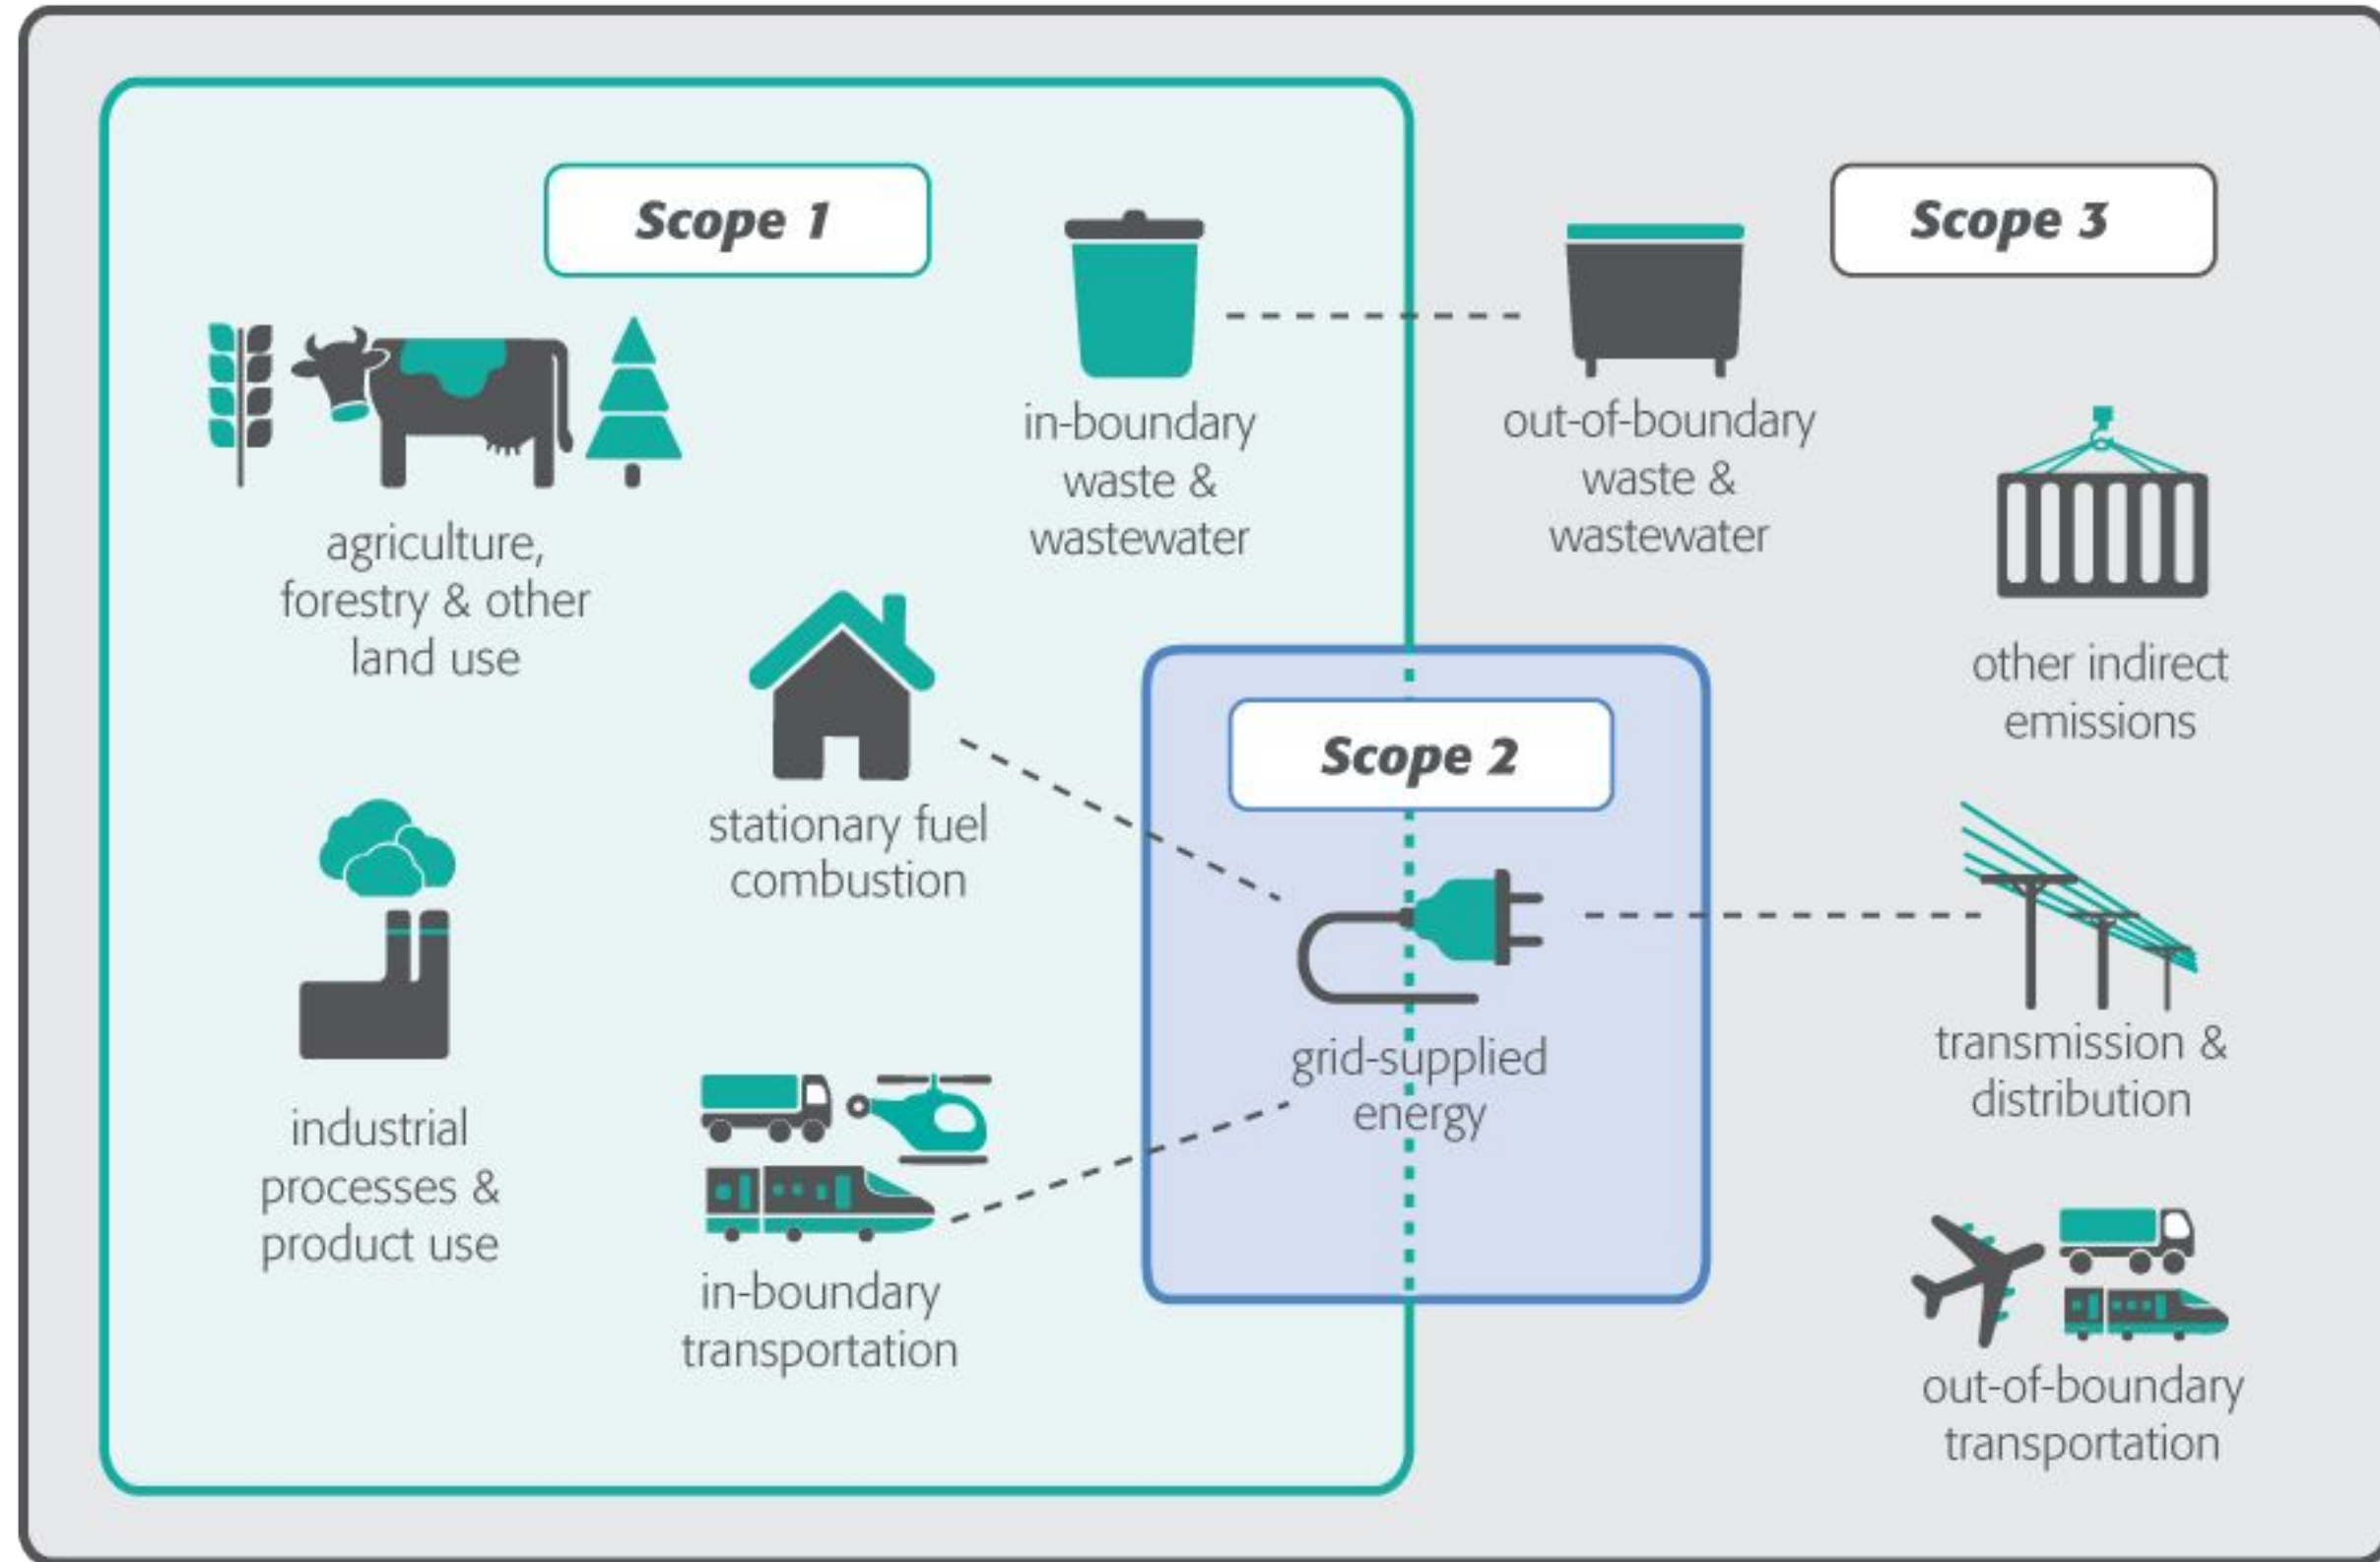 Scope 1
Scope 3
in-boundary
waste &
wastewater
out-of-boundary
waste &
wastewater
agriculture,
forestry & other
land use
other indirect
emissions
Scope 2
stationary fuel
combustion
grid-supplied
energy
transmission &
distribution
industrial
processes &
product use
in-boundary
transportation
out-of-boundary
transportation